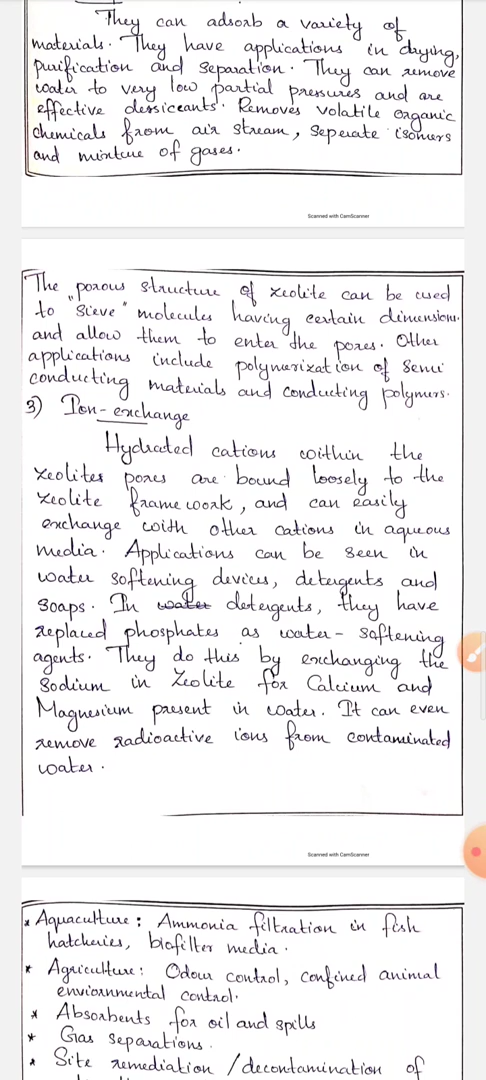 They can adsorb a variety of
materials. They have applications in drying,
purification and separation. They can remove
water to very low partial pressures and are
effective dessiccants. Removes volatile organic
chemicals from air stream, seperate isomers
and mixture of gases.
Scanned with CamScanner
The porous structure of zeolite can be used
to "sieve" molecules having certain dimension.
and allow them to enter the pores. Other
applications include polymerization of semi
conducting materials and conducting polymers.
3) Ion-exchange
Hydrated cations within the
zeolites pores are bound loosely to the
zeolite frame work, and can easily
exchange with other cations in aqueous
media. Applications can be seen in
water softening devices, detergents and
soaps. In water detergents, they have
replaced phosphates as water-softening
agents. They do this by exchanging the
Sodium in Zeolite for Calcium and
Magnesium present in water. It can even
remove radioactive ions from contaminated
water.
Scanned with CamScanner
* Aquaculture: Ammonia filtration in fish
hatcheries, biofilter media.
* Agriculture: Odour control, confined animal
enviornmental control.
* Absorbents for oil and spills
* Gas separations.
* Site remediation / decontamination of